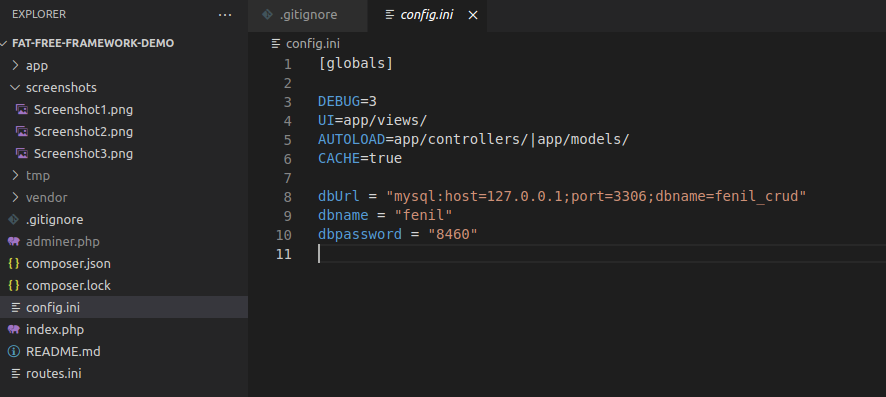 EXPLORER
FAT-FREE-FRAMEWORK-DEMO
app
screenshots
Screenshot1.png
Screenshot2.png
Screenshot3.png
tmp
vendor
.gitignore
adminer.php
{ } composer.json
{ } composer.lock
config.ini
index.php
README.md
routes.ini
.gitignore
config.ini
config.ini
1 [globals]
2
3 DEBUG=3
4 UI=app/views/
5 AUTOLOAD=app/controllers/|app/models/
6 CACHE=true
7
8 dbUrl = "mysql:host=127.0.0.1;port=3306;dbname=fenil_crud"
9 dbname = "fenil"
10 dbpassword = "8460"
11